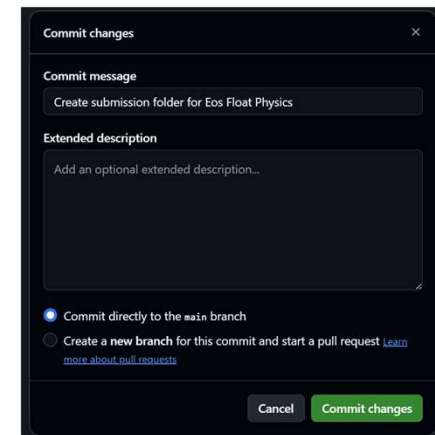 Commit changes
Commit message
Create submission folder for Eos Float Physics
Extended description
Add an optional extended description...
Commit directly to the main branch
Create a new branch for this commit and start a pull request Learn
more about pull requests
Cancel Commit changes